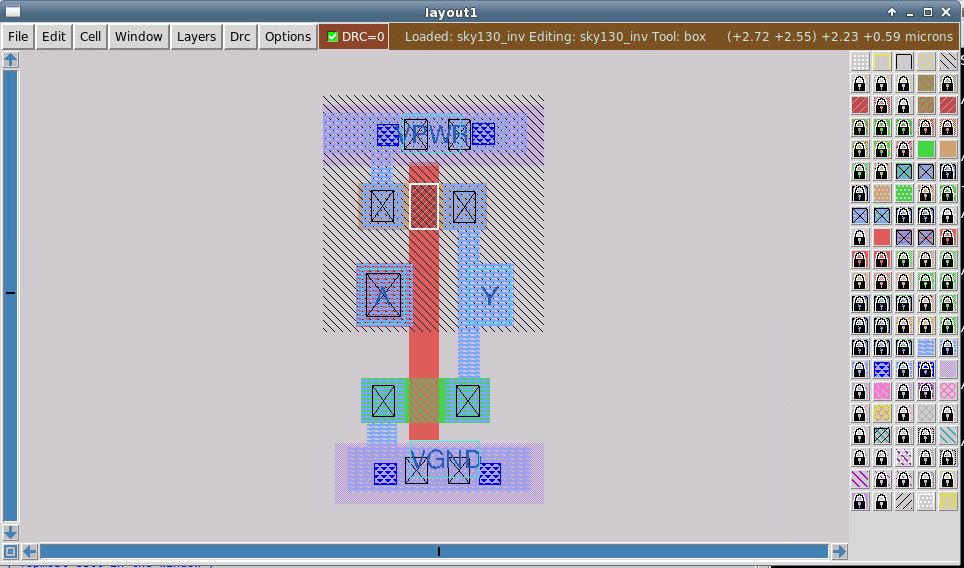 layout1
File Edit Cell Window Layers Drc Options DRC=0 Loaded: sky130_inv Editing: sky130_inv Tool: box (+2.72 +2.55) +2.23 +0.59 microns
VPWR
A Y
VGND